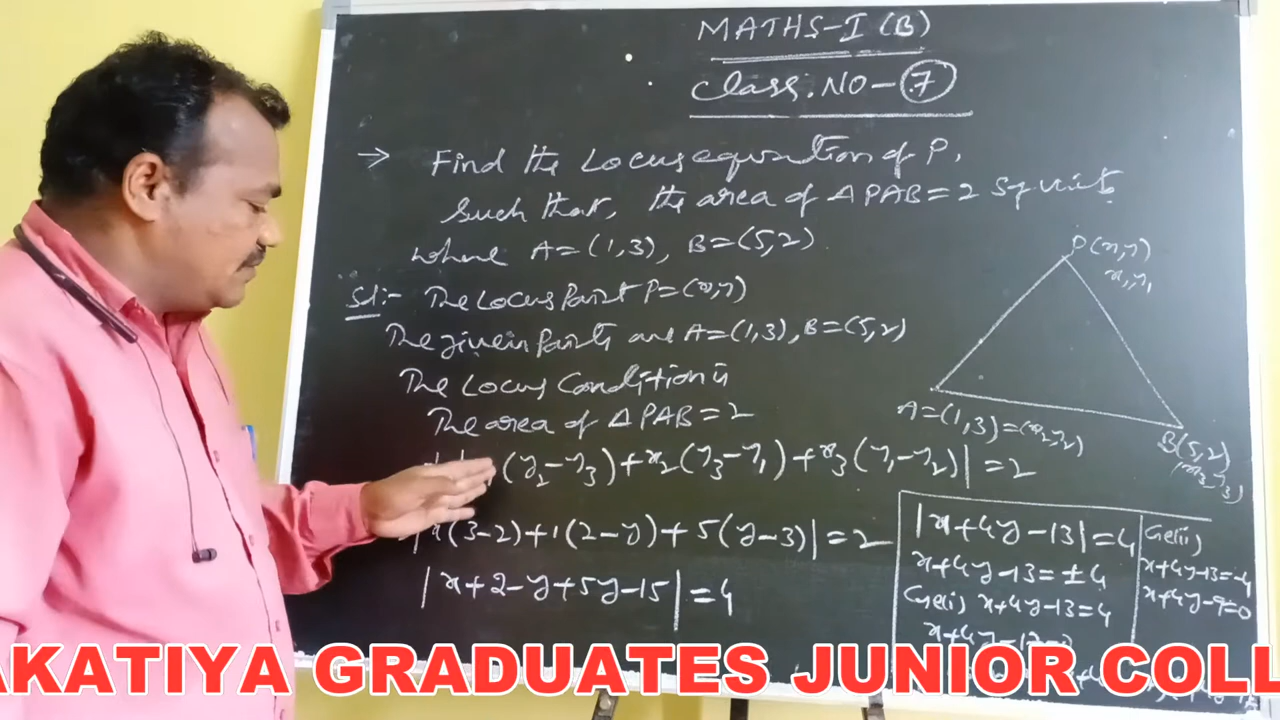 MATHS-I (B)
Class. NO - 7
→ Find the Locus equation of P,
Such that, the area of △PAB = 2 Sq units.
where A = (1,3), B = (5,2).
Sol:- The Locus Point P = (x,y)
The given Points are A = (1,3), B = (5,2)
The Locus Condition is
The area of △PAB = 2
(y₂-y₃)+x₂(y₃-y₁)+x₃(y₁-y₂)| = 2
|x(3-2)+1(2-y)+5(y-3)| = 2
|x+2-y+5y-15| = 4
P(x,y)
x₁,y₁
A = (1,3) = (x₂,y₂)
B(5,2)
(x₃,y₃)
|x+4y-13| = 4
x+4y-13 = ±4
Case(i) x+4y-13 = 4
x+4y-17
Case(ii)
x+4y-13 = -4
x+4y-9 = 0
AKATIYA GRADUATES JUNIOR COLL